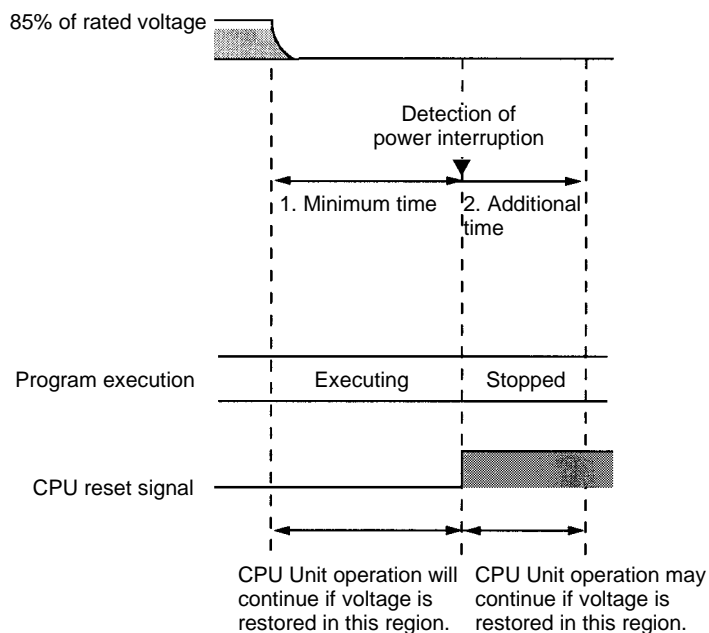 85% of rated voltage
Detection of
power interruption
1. Minimum time
2. Additional
time
Program execution
Executing
Stopped
CPU reset signal
CPU Unit operation will
continue if voltage is
restored in this region.
CPU Unit operation may
continue if voltage is
restored in this region.